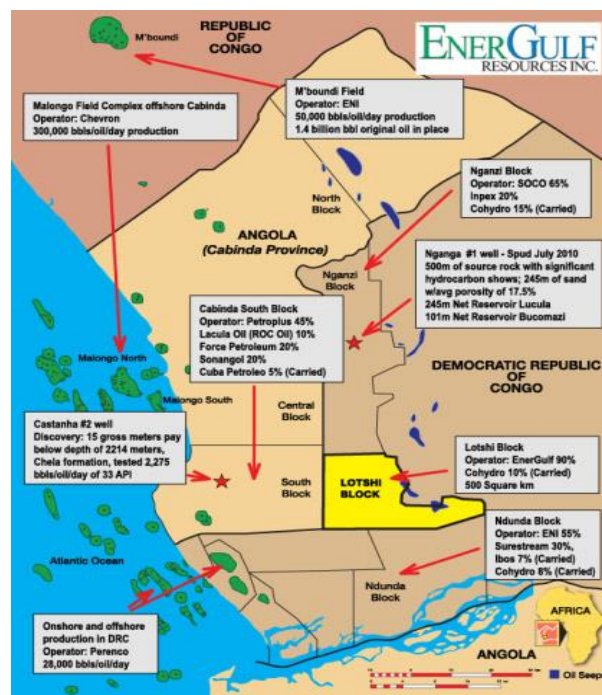 REPUBLIC
OF
CONGO
M'boundi
ENERGULF
RESOURCES INC.
Malongo Field Complex offshore Cabinda
Operator: Chevron
300,000 bbls/oil/day production
M'boundi Field
Operator: ENI
50,000 bbls/oil/day production
1.4 billion bbl original oil in place
Nganzi Block
Operator: SOCO 65%
Inpex 20%
Cohydro 15% (Carried)
North
Block
ANGOLA
(Cabinda Province)
Nganzi
Block
Nganga #1 well - Spud July 2010
500m of source rock with significant
hydrocarbon shows; 245m of sand
w/avg porosity of 17.5%
245m Net Reservoir Lucula
101m Net Reservoir Bucomazi
Cabinda South Block
Operator: Petroplus 45%
Lacula Oil (ROC Oil) 10%
Force Petroleum 20%
Sonangol 20%
Cuba Petroleo 5% (Carried)
Malongo North
DEMOCRATIC REPUBLIC
OF
CONGO
Malongo South
Central
Block
Castanha #2 well
Discovery: 15 gross meters pay
below depth of 2214 meters,
Chela formation, tested 2,275
bbls/oil/day of 33 API
Lotshi Block
Operator: EnerGulf 90%
Cohydro 10% (Carried)
500 Square km
South
Block
LOTSHI
BLOCK
Ndunda Block
Operator: ENI 55%
Surestream 30%,
Ibos 7% (Carried)
Cohydro 8% (Carried)
Atlantic Ocean
Ndunda
Block
Onshore and offshore
production in DRC
Operator: Perenco
28,000 bbls/oil/day
AFRICA
ANGOLA
Oil Seep